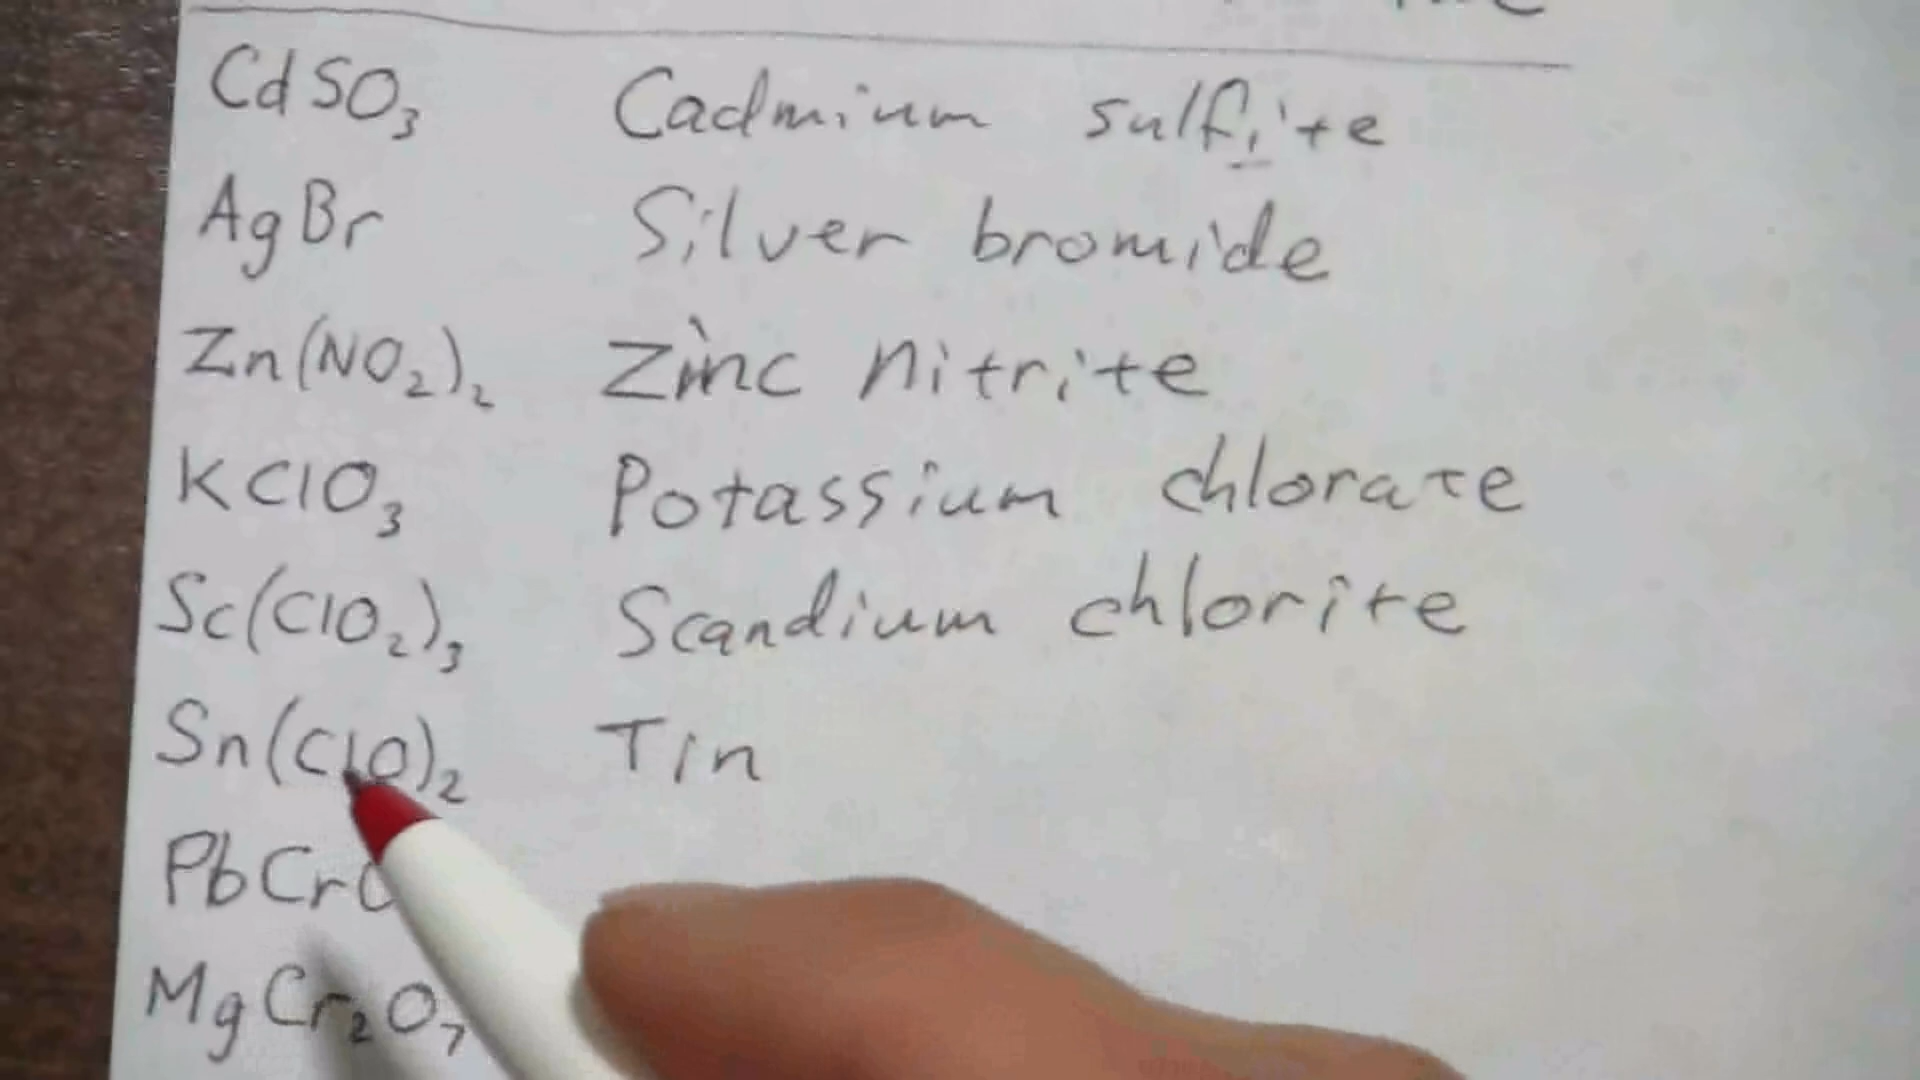 CdSO₃ Cadmium sulfite
AgBr Silver bromide
Zn(NO₂)₂ Zinc nitrite
KClO₃ Potassium chlorate
Sc(ClO₂)₃ Scandium chlorite
Sn(ClO)₂ Tin
PbCr
MgCr₂O₇